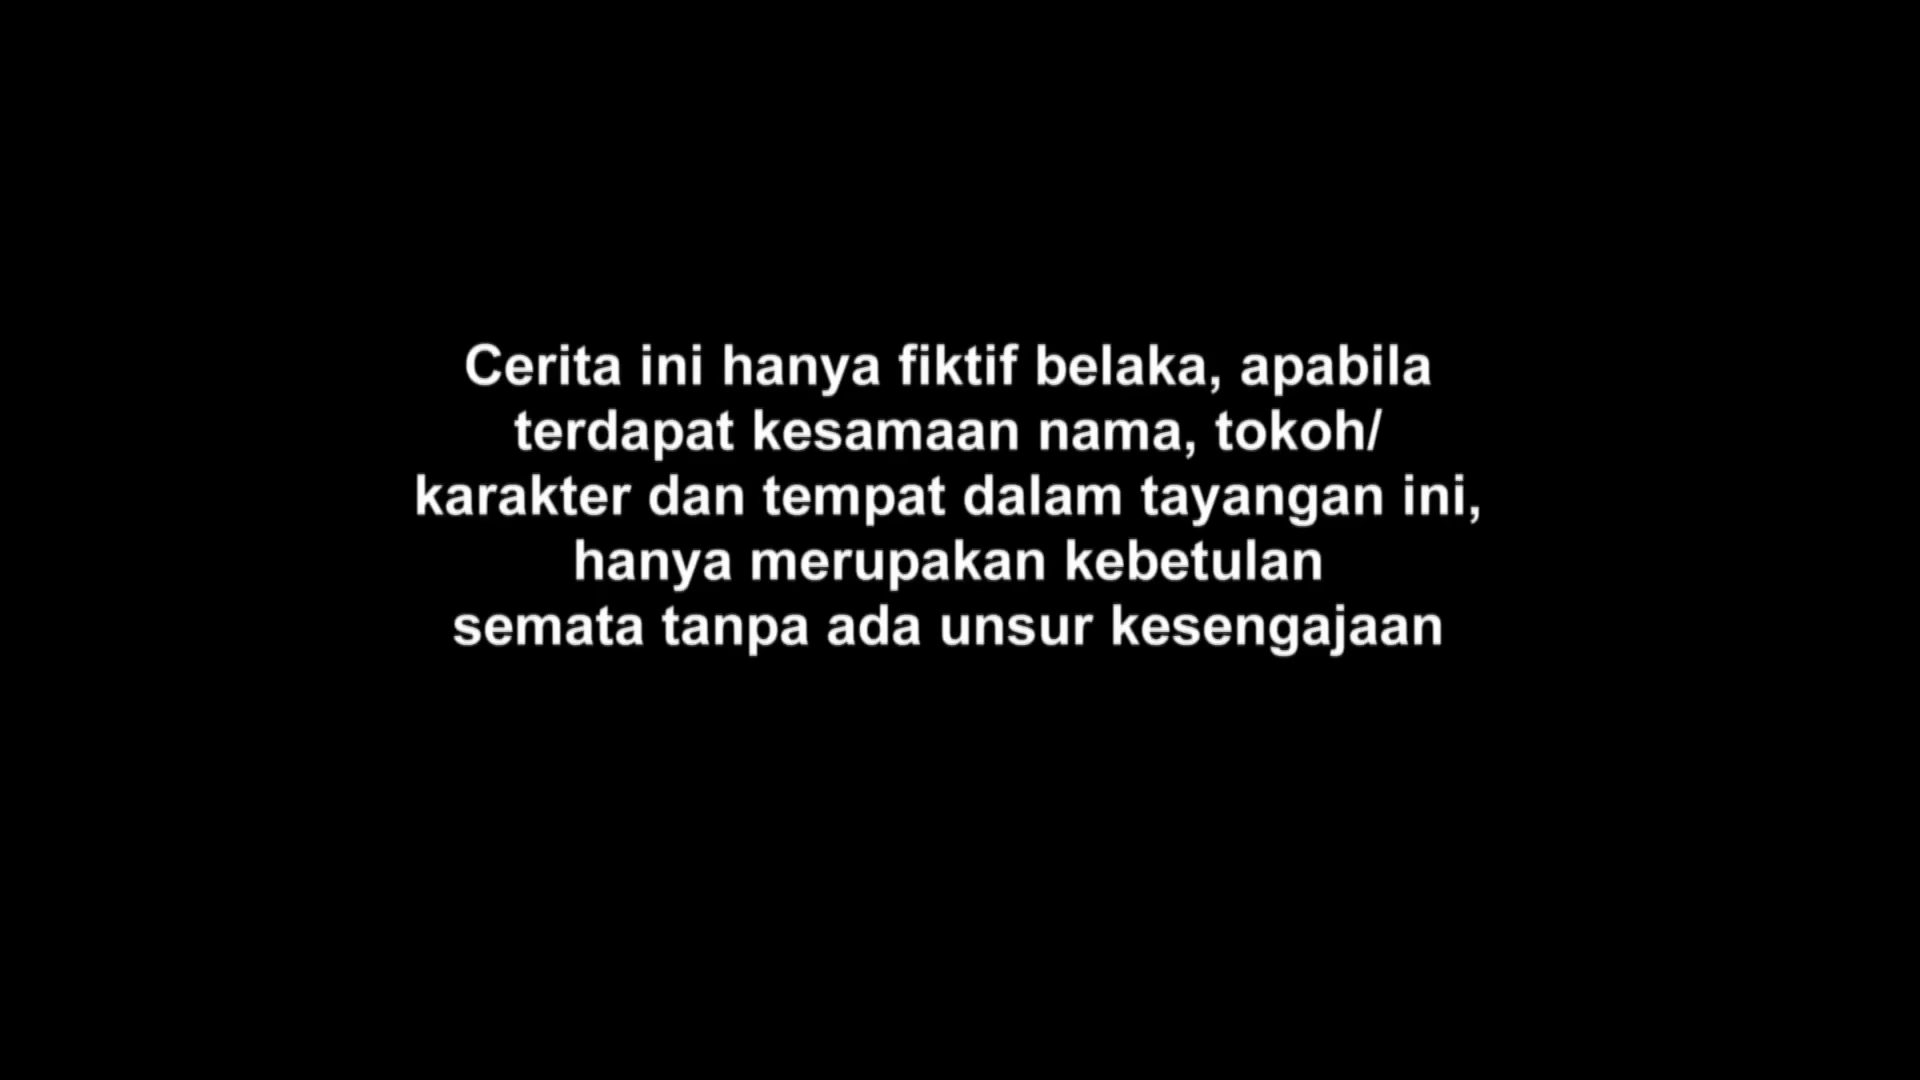 Cerita ini hanya fiktif belaka, apabila
terdapat kesamaan nama, tokoh/
karakter dan tempat dalam tayangan ini,
hanya merupakan kebetulan
semata tanpa ada unsur kesengajaan